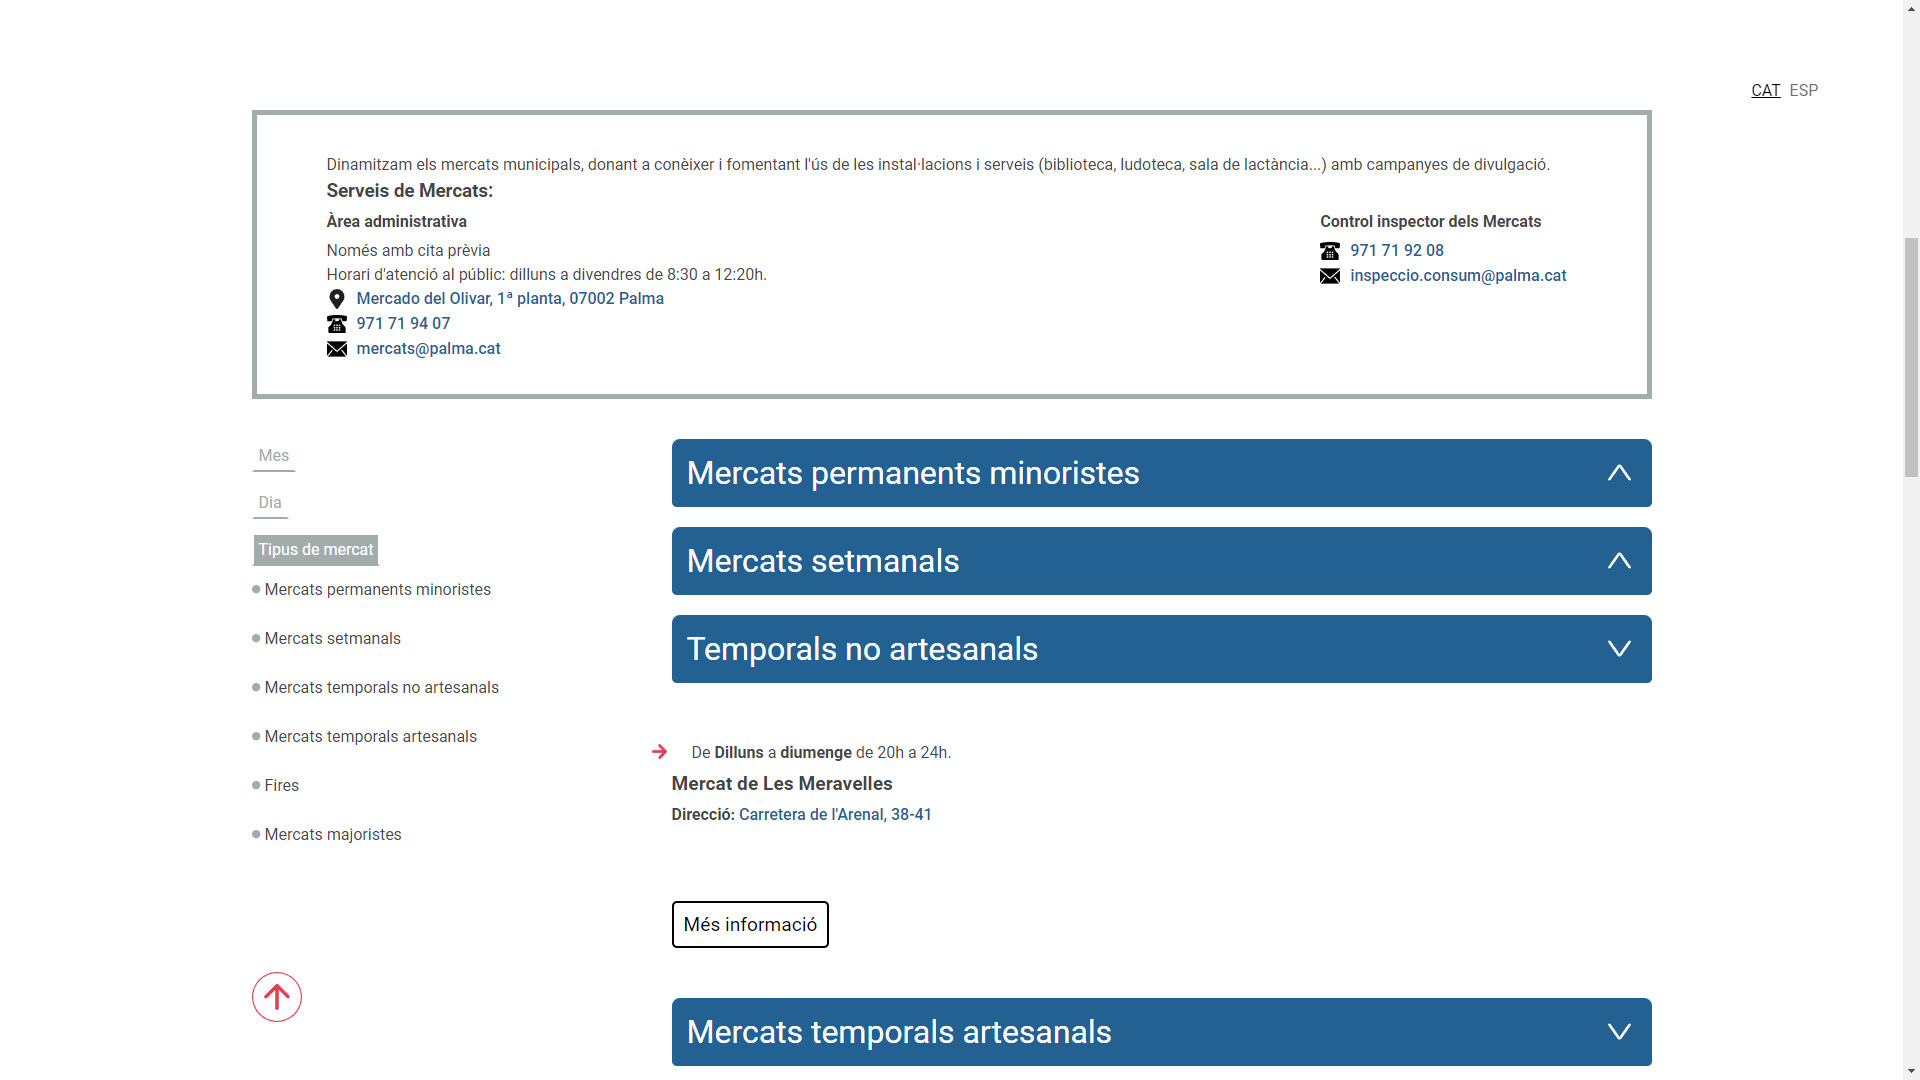 CAT ESP
Dinamitzam els mercats municipals, donant a conèixer i fomentant l'ús de les instal·lacions i serveis (biblioteca, ludoteca, sala de lactància...) amb campanyes de divulgació.
Serveis de Mercats:
Àrea administrativa
Només amb cita prèvia
Horari d'atenció al públic: dilluns a divendres de 8:30 a 12:20h.
Mercado del Olivar, 1ª planta, 07002 Palma
971 71 94 07
mercats@palma.cat
Control inspector dels Mercats
971 71 92 08
inspeccio.consum@palma.cat
Mes
Dia
Tipus de mercat
Mercats permanents minoristes
Mercats setmanals
Mercats temporals no artesanals
Mercats temporals artesanals
Fires
Mercats majoristes
Mercats permanents minoristes
Mercats setmanals
Temporals no artesanals
De Dilluns a diumenge de 20h a 24h.
Mercat de Les Meravelles
Direcció: Carretera de l'Arenal, 38-41
Més informació
Mercats temporals artesanals